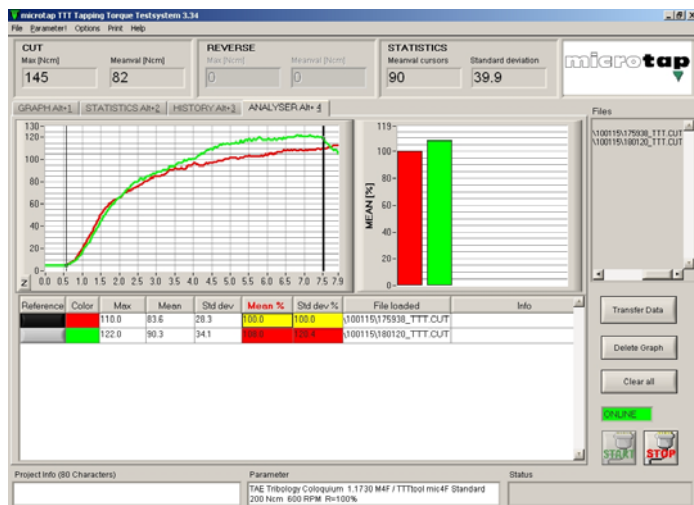 microtap TTT Tapping Torque Testsystem 3.34
File Parameter! Options Print Help
CUT
Max [Ncm] Meanval [Ncm]
145 82
REVERSE
Max [Ncm] Meanval [Ncm]
0 0
STATISTICS
Meanval cursors Standard deviation
90 39.9
microtap
GRAPH Alt+1 STATISTICS Alt+2 HISTORY Alt+3 ANALYSER Alt+4
Files
\100115\175938_TTT.CUT
\100115\180120_TTT.CUT
130
120
100
80
60
40
20
0
Z 0.0 0.5 1.0 1.5 2.0 2.5 3.0 3.5 4.0 4.5 5.0 5.5 6.0 6.5 7.0 7.5 7.9
MEAN [%]
119
100
80
60
40
20
0
Reference Color Max Mean Std dev Mean % Std dev % File loaded Info
110.0 83.6 28.3 100.0 100.0 \100115\175938_TTT.CUT
122.0 90.3 34.1 108.0 120.4 \100115\180120_TTT.CUT
Transfer Data
Delete Graph
Clear all
ONLINE
START STOP
Project Info (80 Characters)
Parameter
TAE Tribology Coloquium 1.1730 M4F / TTTtool mic4F Standard
200 Ncm 600 RPM R=100%
Status